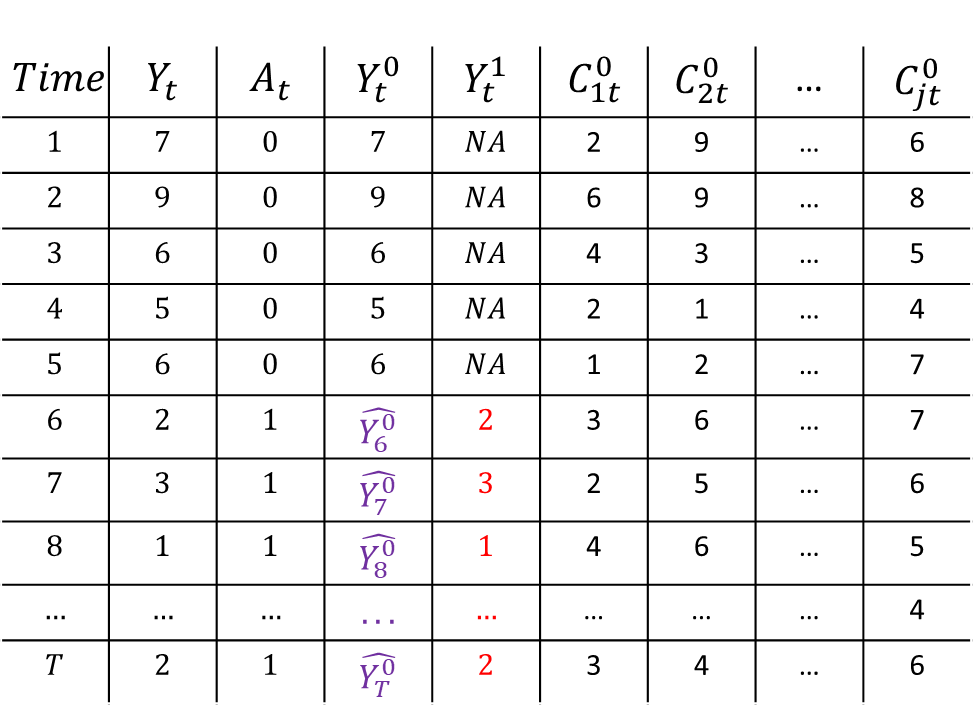 Time Y_t A_t Y_t^0 Y_t^1 C_{1t}^0 C_{2t}^0 ... C_{jt}^0
1 7 0 7 NA 2 9 ... 6
2 9 0 9 NA 6 9 ... 8
3 6 0 6 NA 4 3 ... 5
4 5 0 5 NA 2 1 ... 4
5 6 0 6 NA 1 2 ... 7
6 2 1 \widehat{Y_6^0} 2 3 6 ... 7
7 3 1 \widehat{Y_7^0} 3 2 5 ... 6
8 1 1 \widehat{Y_8^0} 1 4 6 ... 5
... ... ... ... ... ... ... ... 4
T 2 1 \widehat{Y_T^0} 2 3 4 ... 6